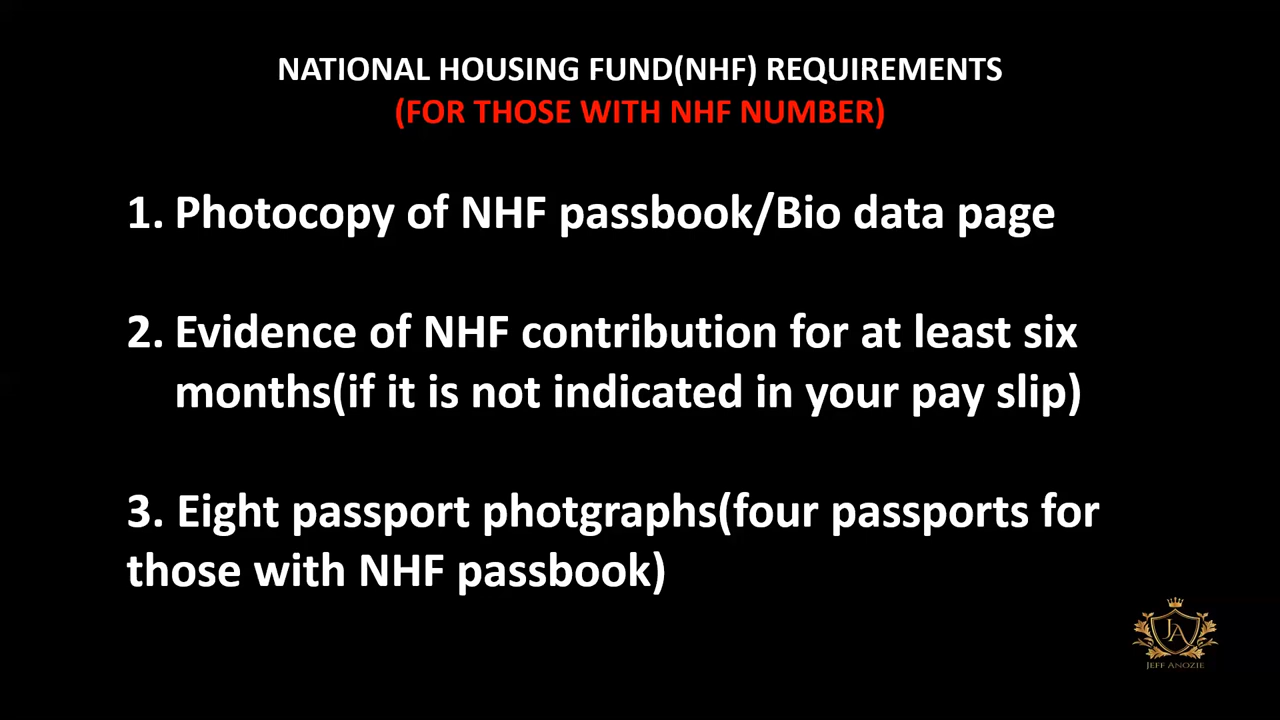 NATIONAL HOUSING FUND(NHF) REQUIREMENTS
(FOR THOSE WITH NHF NUMBER)
1. Photocopy of NHF passbook/Bio data page
2. Evidence of NHF contribution for at least six
months(if it is not indicated in your pay slip)
3. Eight passport photgraphs(four passports for
those with NHF passbook)
JA
JEFF ANOZIE